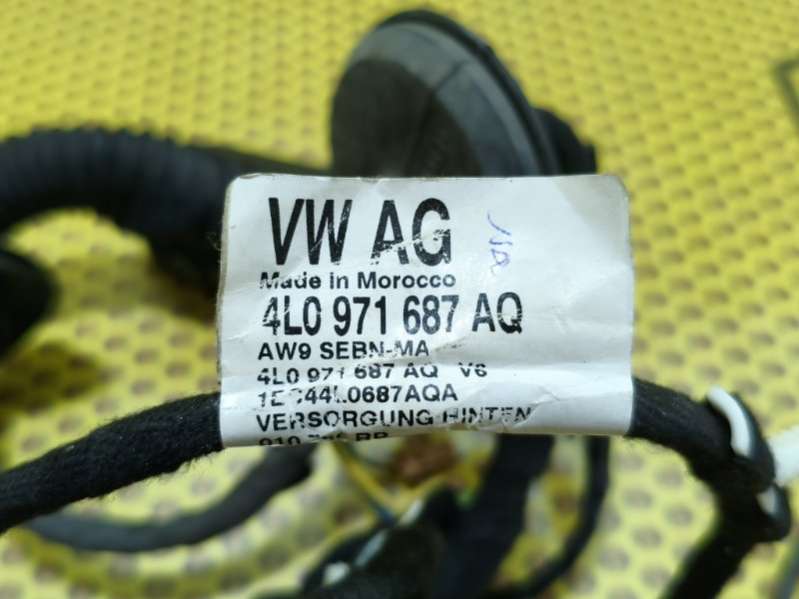 VW AG
Made in Morocco
4L0 971 687 AQ
AW9 SEBN-MA
4L0 971 687 AQ V6
1EC44L0687AQA
VERSORGUNG HINTEN